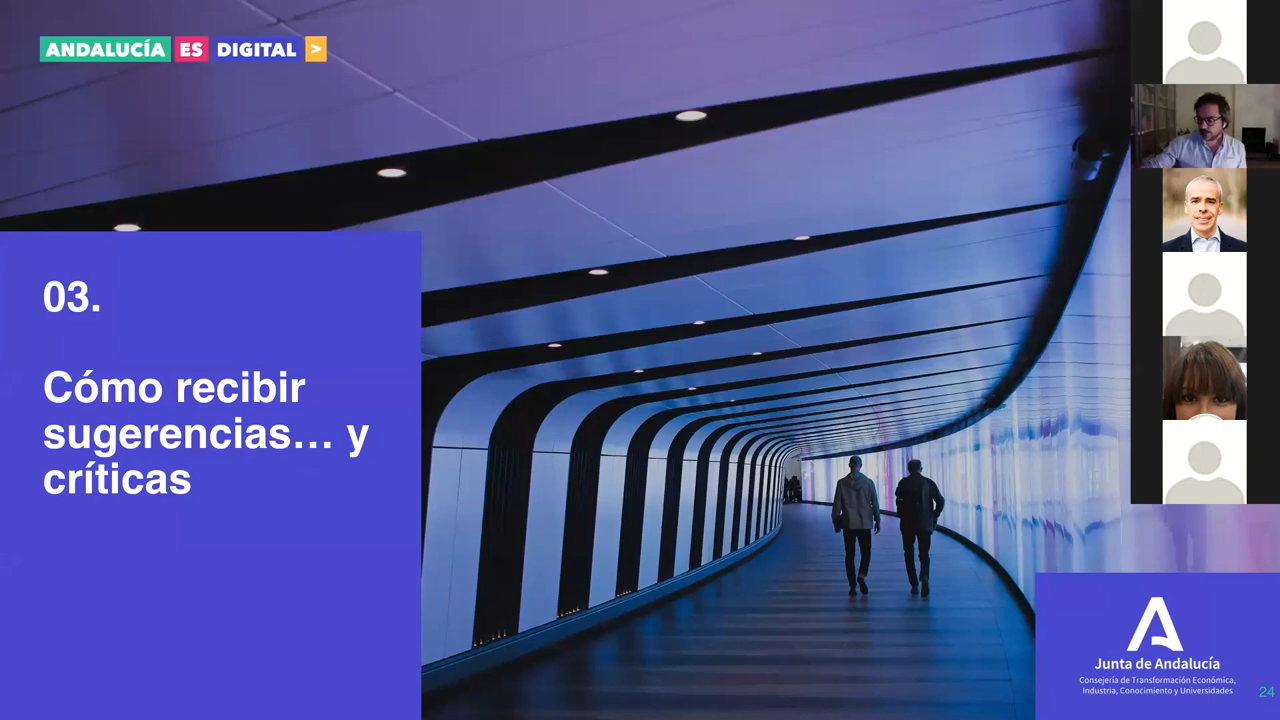 ANDALUCÍA ES DIGITAL >
03.
Cómo recibir
sugerencias… y
críticas
Junta de Andalucía
Consejería de Transformación Económica,
Industria, Conocimiento y Universidades
24